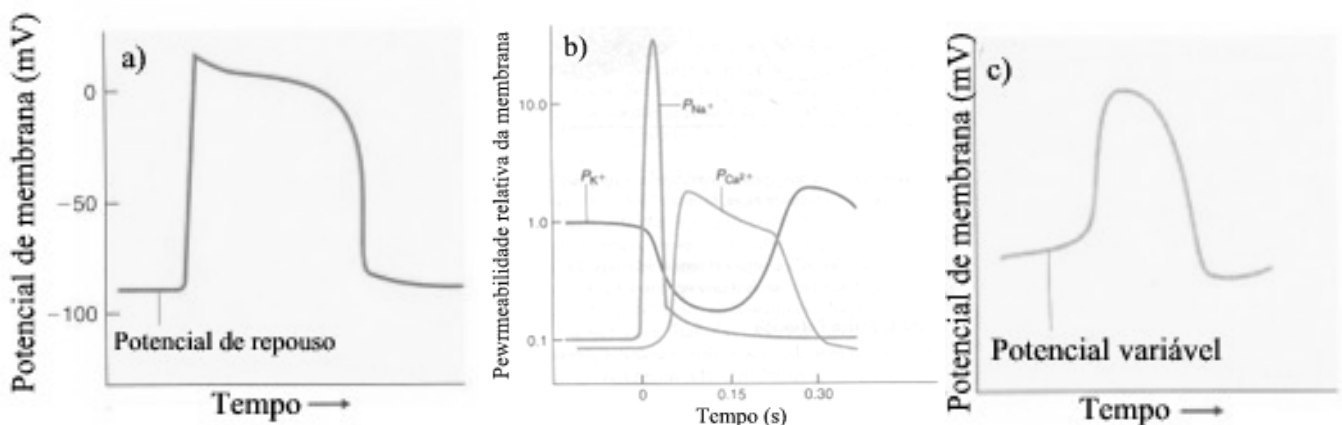 Potencial de membrana (mV)
a)
0
−50
−100
Potencial de repouso
Tempo →
Pewrmeabilidade relativa da membrana
b)
10.0
1.0
0.1
PNa+
PK+
PCa2+
0 0.15 0.30
Tempo (s)
Potencial de membrana (mV)
c)
Potencial variável
Tempo →